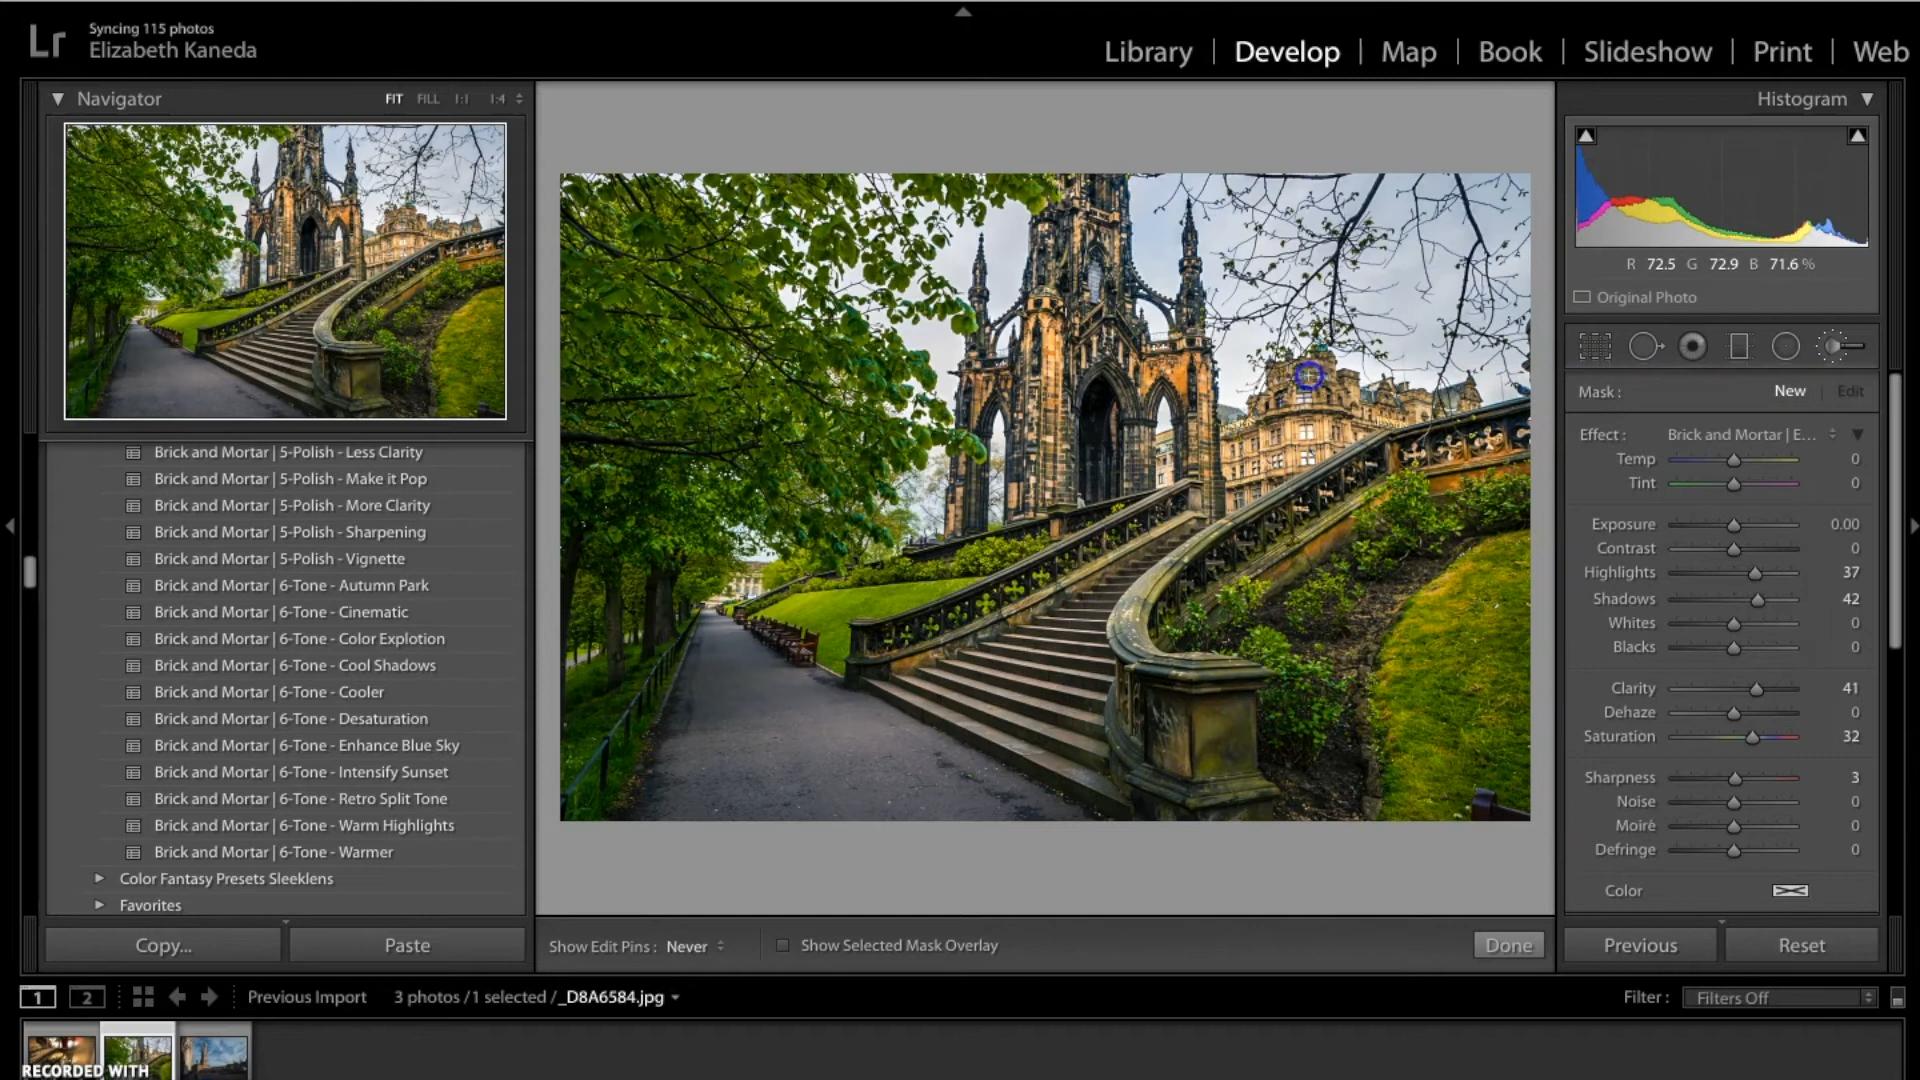 Lr
Syncing 115 photos
Elizabeth Kaneda
Library | Develop | Map | Book | Slideshow | Print | Web
Navigator FIT FILL 1:1 1:4
Brick and Mortar | 5-Polish - Less Clarity
Brick and Mortar | 5-Polish - Make it Pop
Brick and Mortar | 5-Polish - More Clarity
Brick and Mortar | 5-Polish - Sharpening
Brick and Mortar | 5-Polish - Vignette
Brick and Mortar | 6-Tone - Autumn Park
Brick and Mortar | 6-Tone - Cinematic
Brick and Mortar | 6-Tone - Color Explotion
Brick and Mortar | 6-Tone - Cool Shadows
Brick and Mortar | 6-Tone - Cooler
Brick and Mortar | 6-Tone - Desaturation
Brick and Mortar | 6-Tone - Enhance Blue Sky
Brick and Mortar | 6-Tone - Intensify Sunset
Brick and Mortar | 6-Tone - Retro Split Tone
Brick and Mortar | 6-Tone - Warm Highlights
Brick and Mortar | 6-Tone - Warmer
Color Fantasy Presets Sleeklens
Favorites
Copy... Paste
Show Edit Pins : Never Show Selected Mask Overlay Done
Histogram
R 72.5 G 72.9 B 71.6 %
Original Photo
Mask : New | Edit
Effect : Brick and Mortar | E...
Temp 0
Tint 0
Exposure 0.00
Contrast 0
Highlights 37
Shadows 42
Whites 0
Blacks 0
Clarity 41
Dehaze 0
Saturation 32
Sharpness 3
Noise 0
Moiré 0
Defringe 0
Color
Previous Reset
1 2 Previous Import 3 photos /1 selected /_D8A6584.jpg Filter : Filters Off
RECORDED WITH